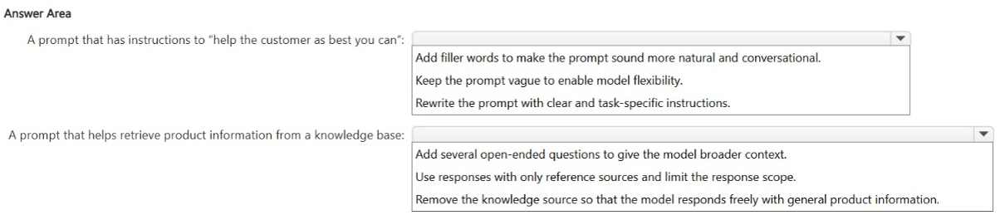 Answer Area
A prompt that has instructions to "help the customer as best you can":
Add filler words to make the prompt sound more natural and conversational.
Keep the prompt vague to enable model flexibility.
Rewrite the prompt with clear and task-specific instructions.
A prompt that helps retrieve product information from a knowledge base:
Add several open-ended questions to give the model broader context.
Use responses with only reference sources and limit the response scope.
Remove the knowledge source so that the model responds freely with general product information.